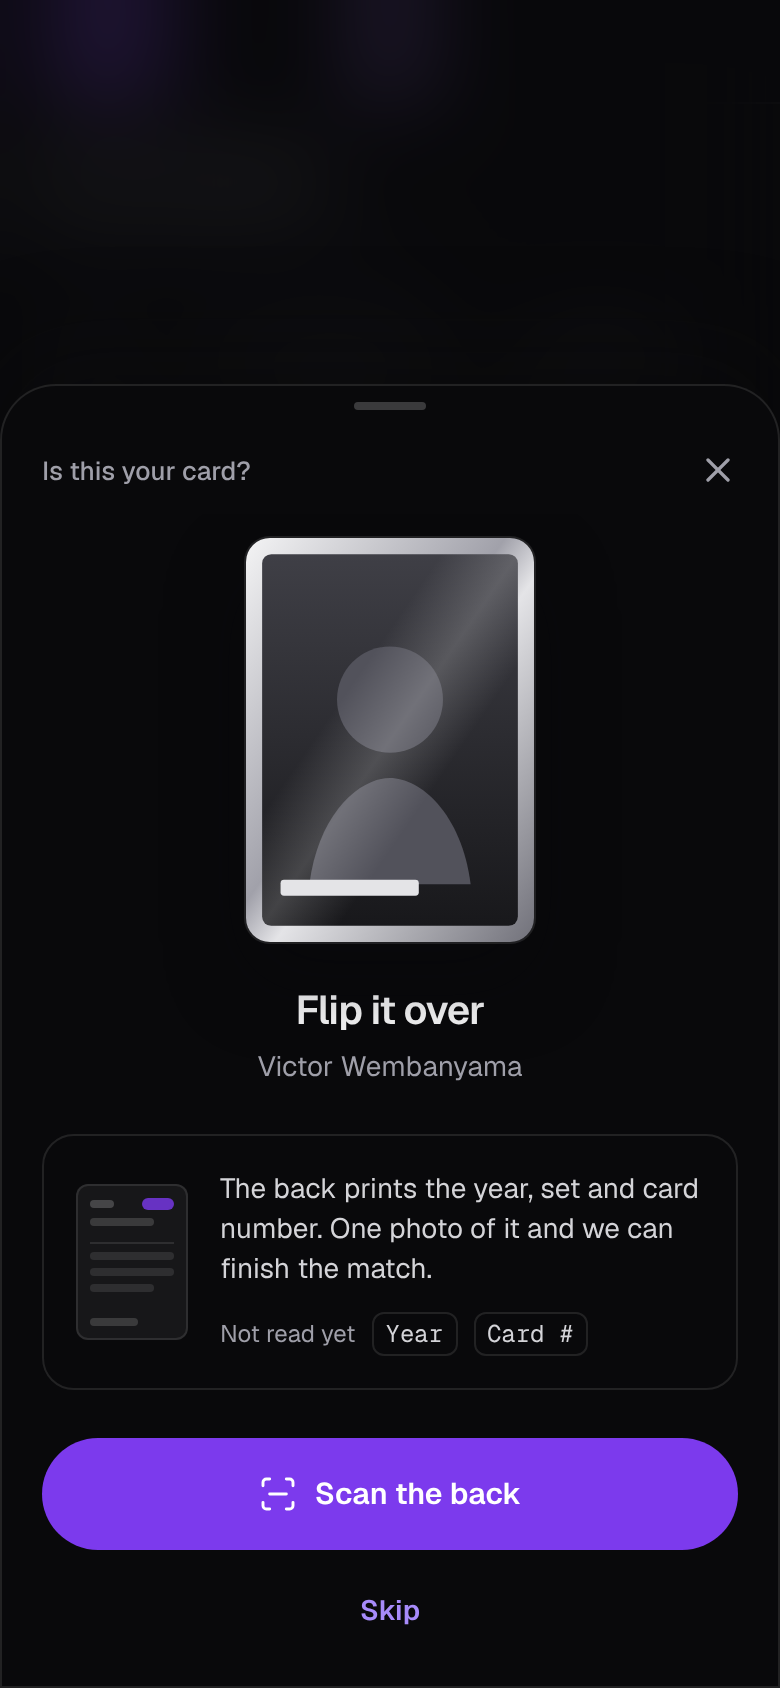 Is this your card?
Flip it over
Victor Wembanyama
The back prints the year, set and card
number. One photo of it and we can
finish the match.
Not read yet Year Card #
Scan the back
Skip